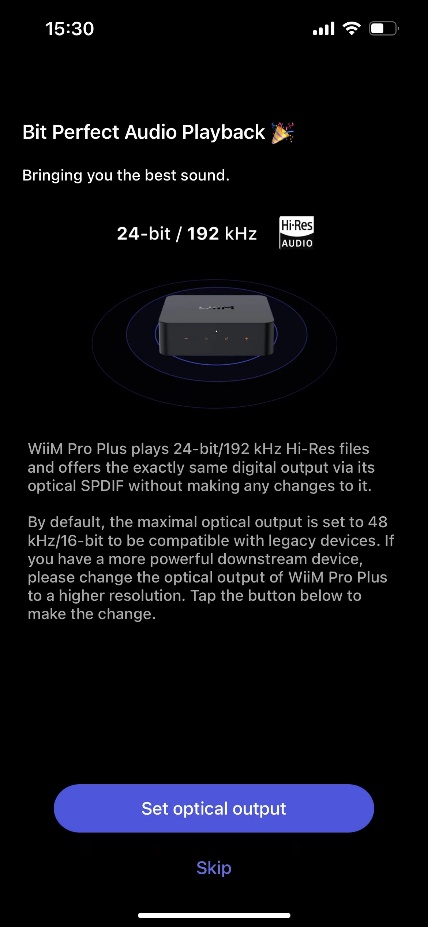 15:30
Bit Perfect Audio Playback 🎉
Bringing you the best sound.
24-bit / 192 kHz
Hi-Res
AUDIO
WiiM
WiiM Pro Plus plays 24-bit/192 kHz Hi-Res files
and offers the exactly same digital output via its
optical SPDIF without making any changes to it.
By default, the maximal optical output is set to 48
kHz/16-bit to be compatible with legacy devices. If
you have a more powerful downstream device,
please change the optical output of WiiM Pro Plus
to a higher resolution. Tap the button below to
make the change.
Set optical output
Skip